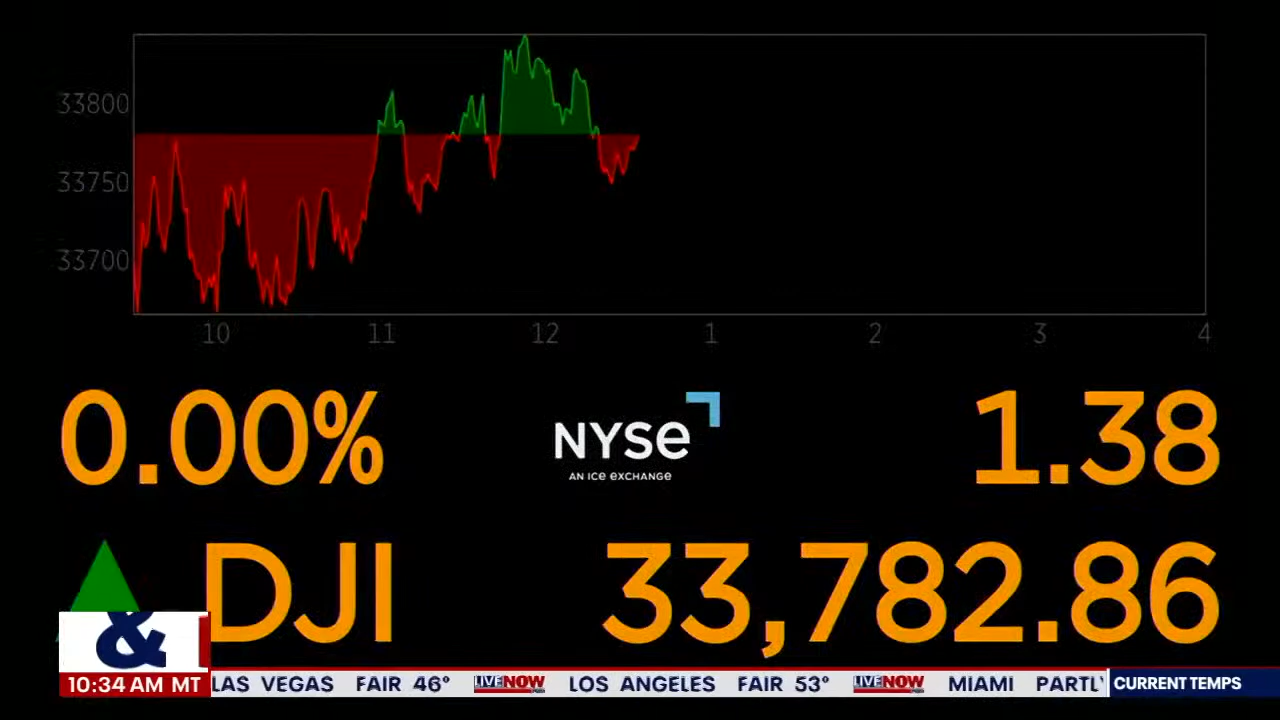 33800
33750
33700
10 11 12 1 2 3 4
0.00%
NYSE
AN ICE EXCHANGE
1.38
DJI
33,782.86
&
10:34 AM MT
LAS VEGAS FAIR 46° LIVENOW LOS ANGELES FAIR 53° LIVENOW MIAMI
CURRENT TEMPS